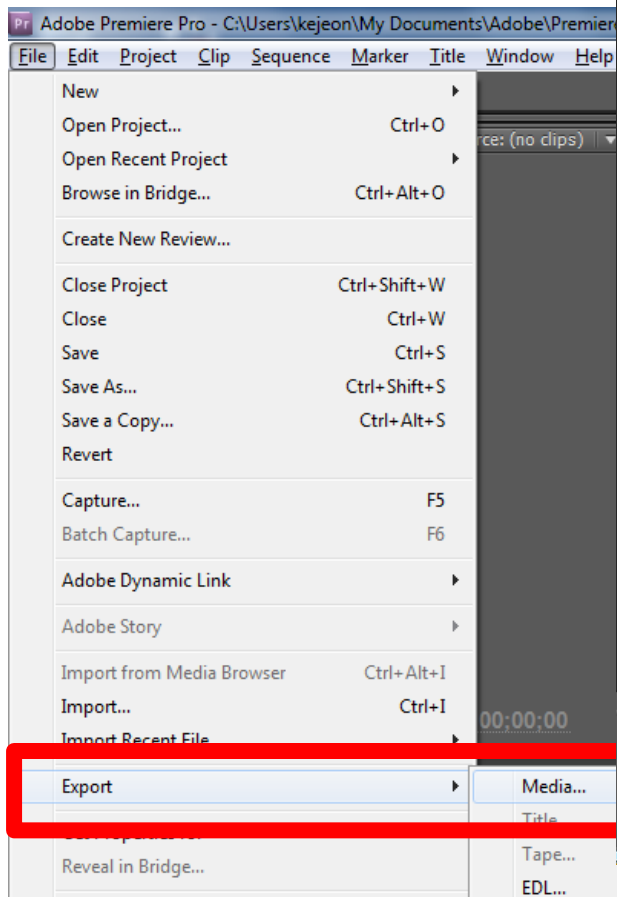 Pr Adobe Premiere Pro - C:\Users\kejeon\My Documents\Adobe\Premier
File Edit Project Clip Sequence Marker Title Window Help
New
Open Project... Ctrl+O
rce: (no clips)
Open Recent Project
Browse in Bridge... Ctrl+Alt+O
Create New Review...
Close Project Ctrl+Shift+W
Close Ctrl+W
Save Ctrl+S
Save As... Ctrl+Shift+S
Save a Copy... Ctrl+Alt+S
Revert
Capture... F5
Batch Capture... F6
Adobe Dynamic Link
Adobe Story
Import from Media Browser Ctrl+Alt+I
Import... Ctrl+I
00;00;00
Import Recent File
Export Media...
Title
Reveal in Bridge... Tape...
EDL...